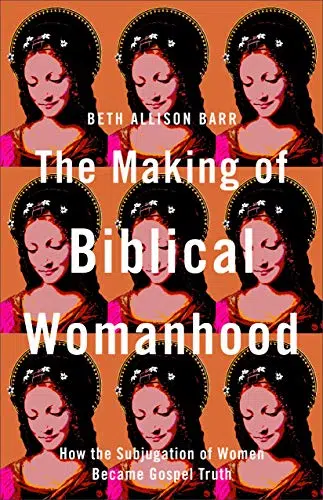 BETH ALLISON BARR
The Making of
Biblical
Womanhood
How the Subjugation of Women
Became Gospel Truth